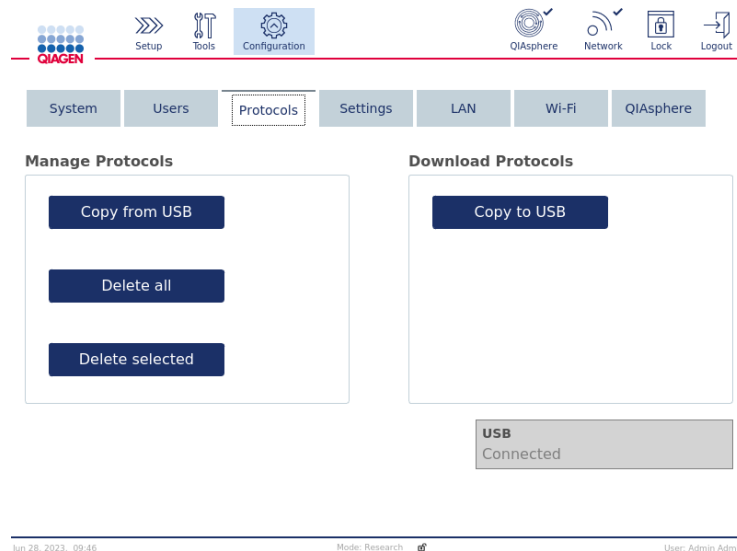 Setup
Tools
Configuration
QIAsphere
Network
Lock
Logout
QIAGEN
System
Users
Protocols
Settings
LAN
Wi-Fi
QIAsphere
Manage Protocols
Download Protocols
Copy from USB
Copy to USB
Delete all
Delete selected
USB
Connected
Jun 28, 2023, 09:46
Mode: Research
User: Admin Adm